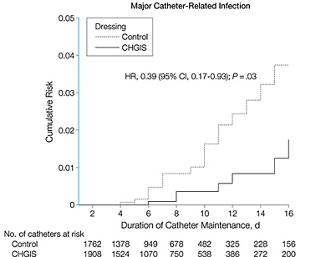 Major Catheter-Related Infection
0.05
Dressing
Control
CHGIS
0.04
HR, 0.39 (95% CI, 0.17-0.93); P = .03
0.03
Cumulative Risk
0.02
0.01
0
2 4 6 8 10 12 14 16
Duration of Catheter Maintenance, d
No. of catheters at risk
Control 1762 1378 949 678 482 325 228 156
CHGIS 1908 1524 1070 750 538 386 272 200